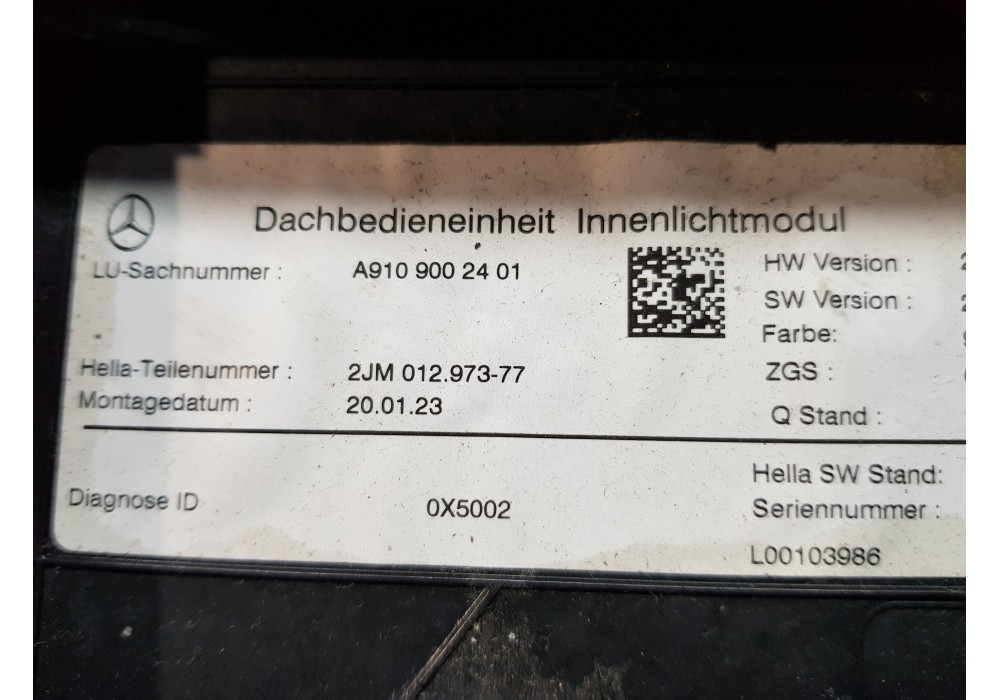 Dachbedieneinheit Innenlichtmodul
LU-Sachnummer : A910 900 24 01
HW Version :
SW Version :
Farbe:
Hella-Teilenummer : 2JM 012.973-77
ZGS :
Montagedatum : 20.01.23
Q Stand :
Diagnose ID 0X5002
Hella SW Stand:
Seriennummer :
L00103986